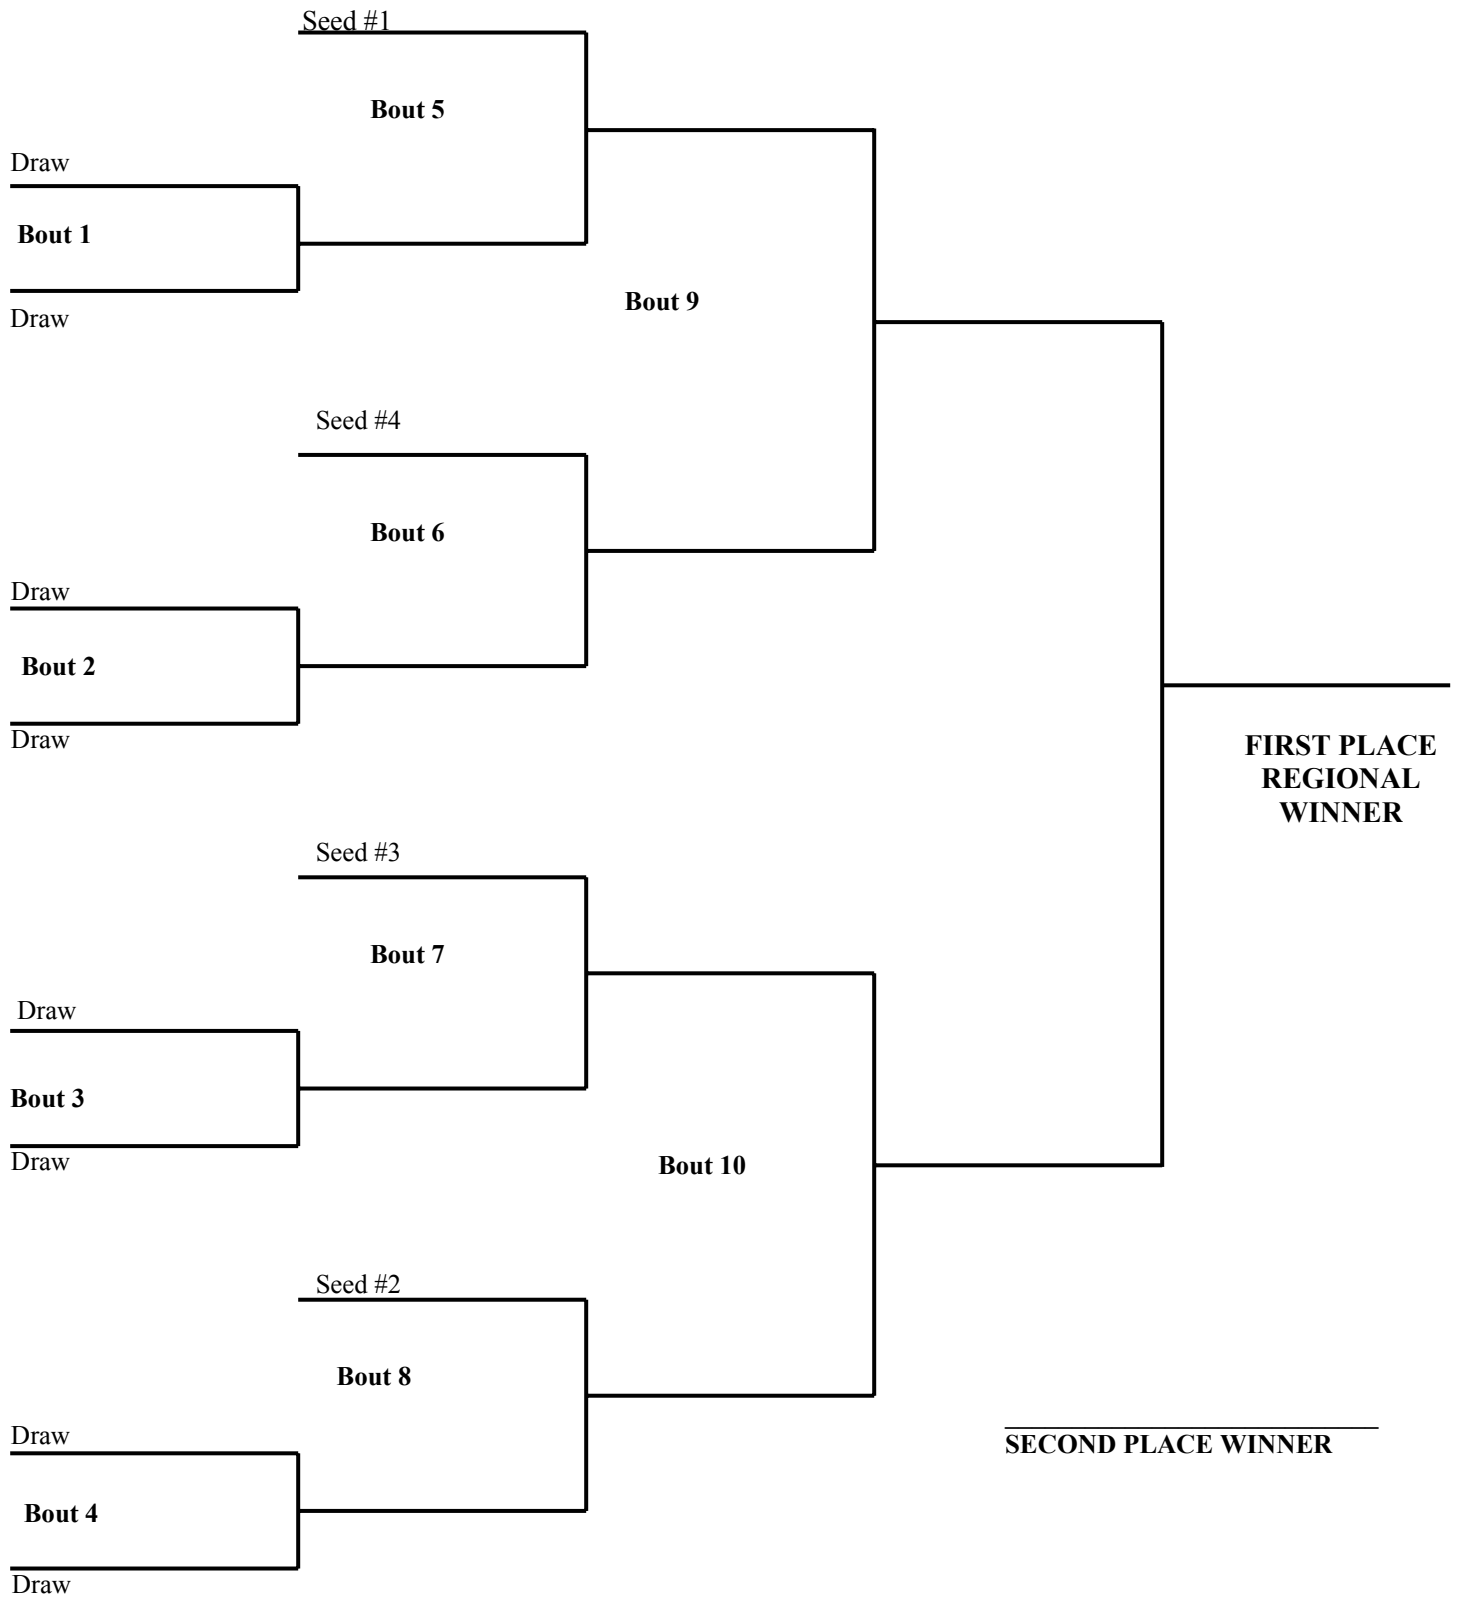 Seed #1
Bout 5
Draw
Bout 1
Bout 9
Draw
Seed #4
Bout 6
Draw
Bout 2
Draw
FIRST PLACE
REGIONAL
WINNER
Seed #3
Bout 7
Draw
Bout 3
Draw
Bout 10
Seed #2
Bout 8
Draw
SECOND PLACE WINNER
Bout 4
Draw